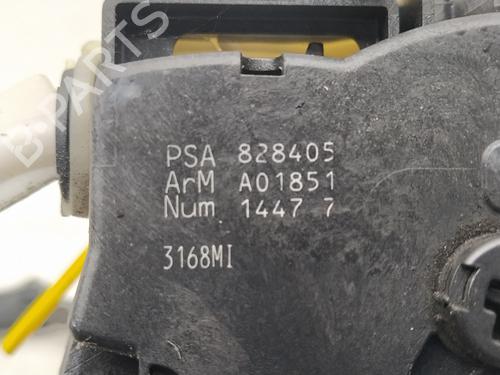 B-PARTS
PSA 828405
ArM A01851
Num 1447 7
3168MI